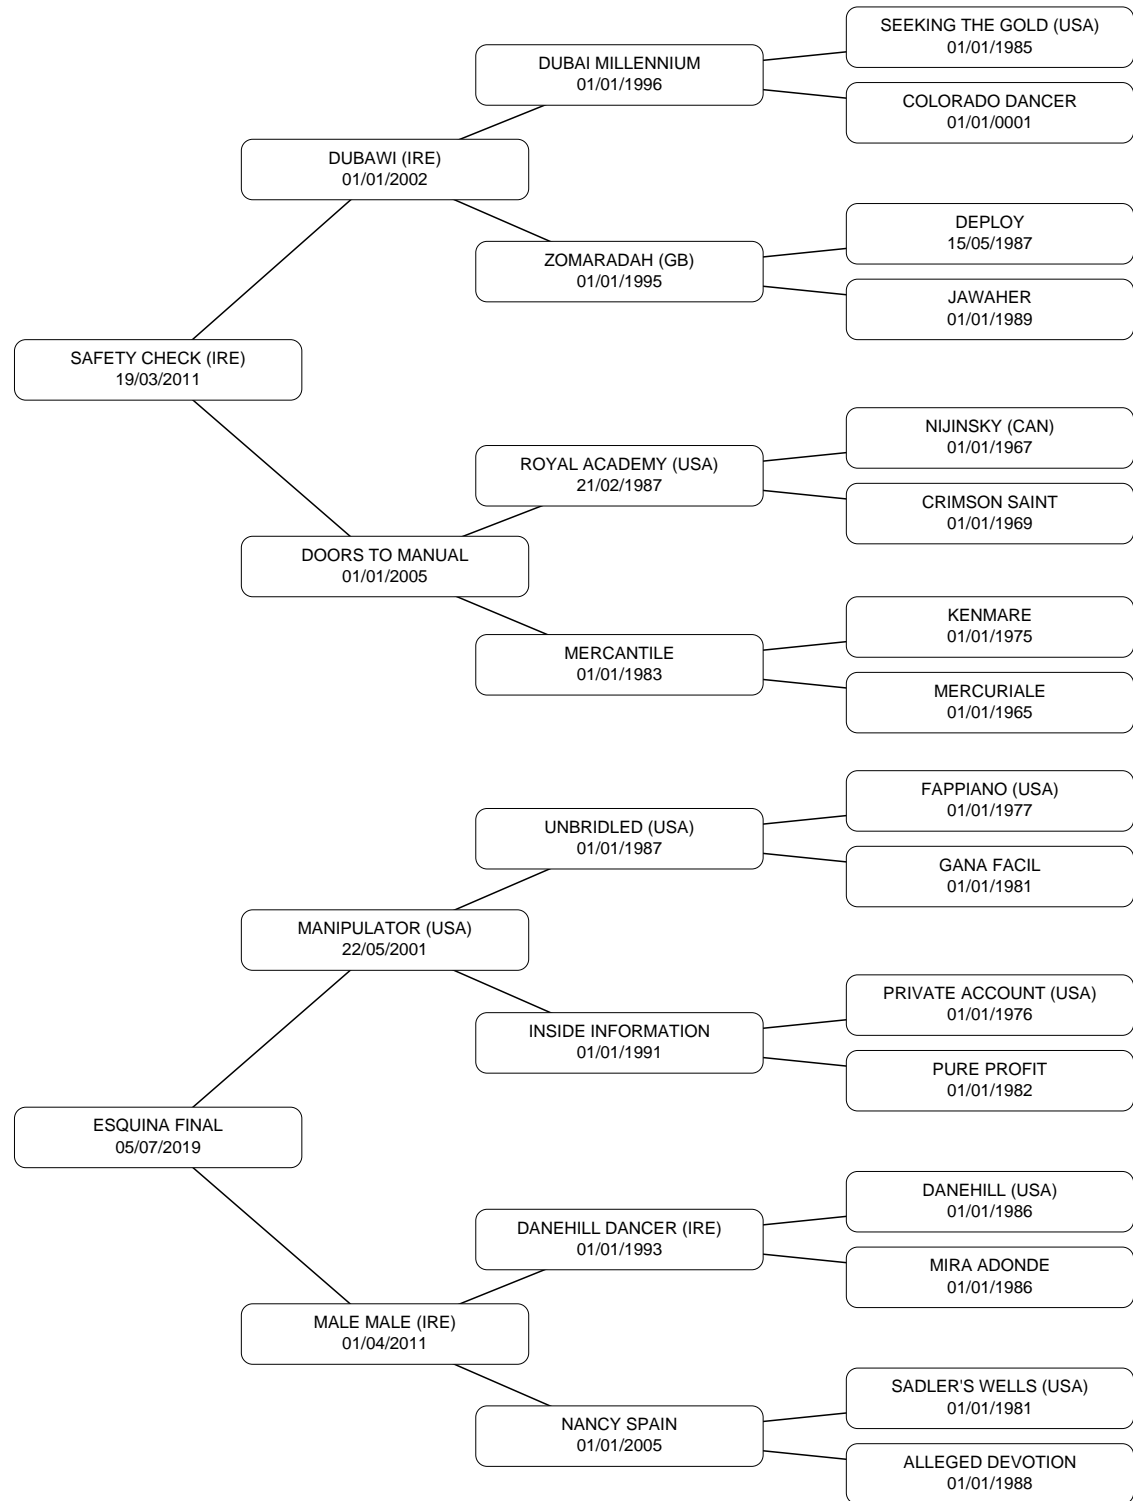 SEEKING THE GOLD (USA)
01/01/1985
DUBAI MILLENNIUM
01/01/1996
COLORADO DANCER
01/01/0001
DUBAWI (IRE)
01/01/2002
DEPLOY
15/05/1987
ZOMARADAH (GB)
01/01/1995
JAWAHER
01/01/1989
SAFETY CHECK (IRE)
19/03/2011
NIJINSKY (CAN)
01/01/1967
ROYAL ACADEMY (USA)
21/02/1987
CRIMSON SAINT
01/01/1969
DOORS TO MANUAL
01/01/2005
KENMARE
01/01/1975
MERCANTILE
01/01/1983
MERCURIALE
01/01/1965
FAPPIANO (USA)
01/01/1977
UNBRIDLED (USA)
01/01/1987
GANA FACIL
01/01/1981
MANIPULATOR (USA)
22/05/2001
PRIVATE ACCOUNT (USA)
01/01/1976
INSIDE INFORMATION
01/01/1991
PURE PROFIT
01/01/1982
ESQUINA FINAL
05/07/2019
DANEHILL (USA)
01/01/1986
DANEHILL DANCER (IRE)
01/01/1993
MIRA ADONDE
01/01/1986
MALE MALE (IRE)
01/04/2011
SADLER'S WELLS (USA)
01/01/1981
NANCY SPAIN
01/01/2005
ALLEGED DEVOTION
01/01/1988